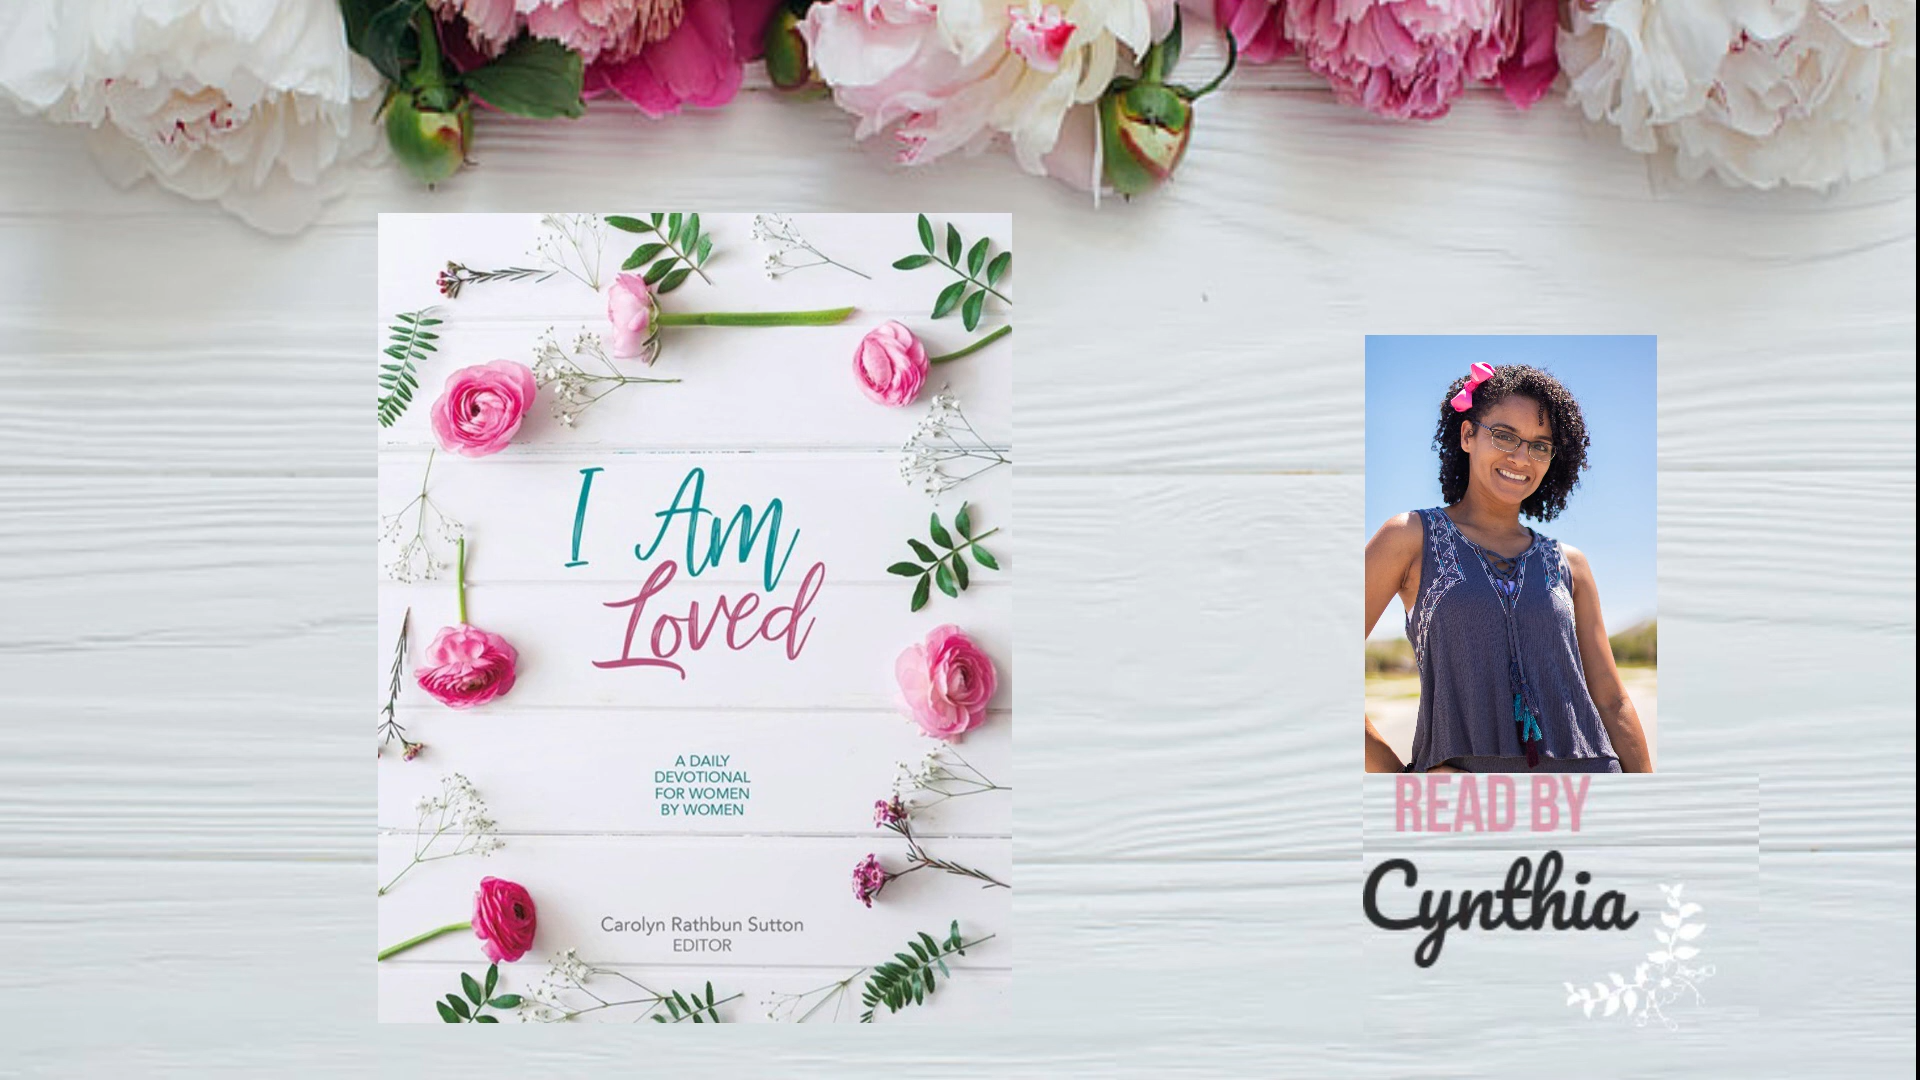 I Am
Loved
A DAILY
DEVOTIONAL
FOR WOMEN
BY WOMEN
Carolyn Rathbun Sutton
EDITOR
READ BY
Cynthia